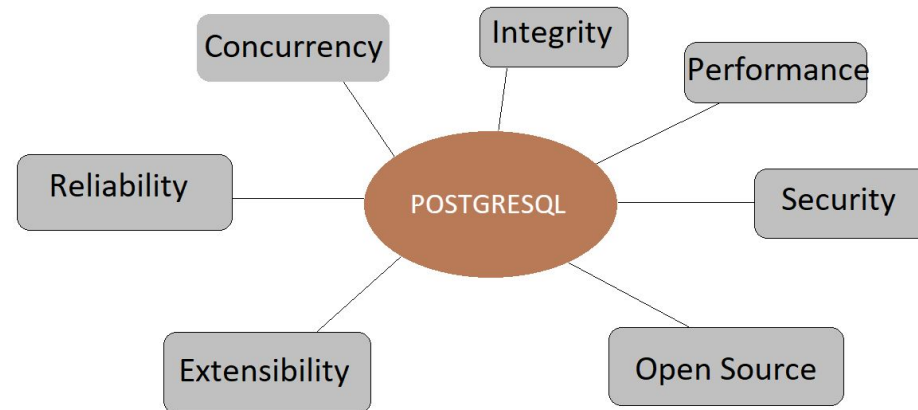 Integrity
Concurrency
Performance
Reliability
POSTGRESQL
Security
Extensibility
Open Source